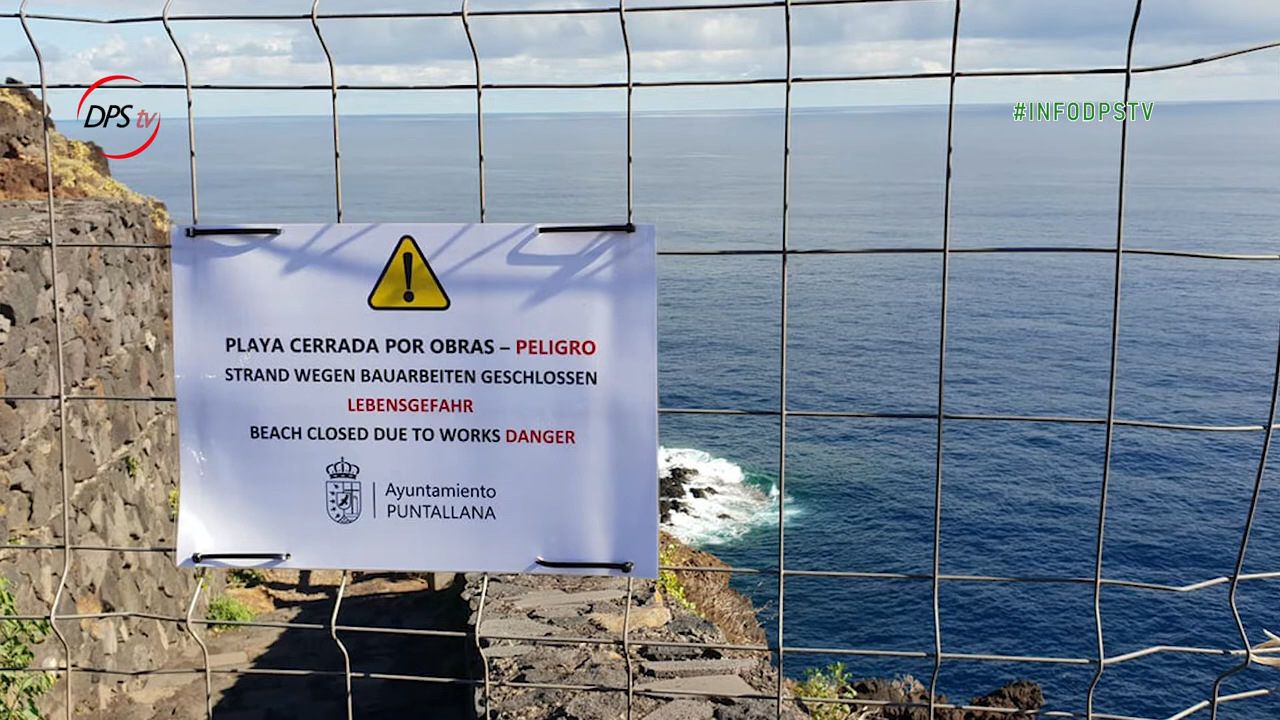 DPS tv
#INFODPSTV
PLAYA CERRADA POR OBRAS – PELIGRO
STRAND WEGEN BAUARBEITEN GESCHLOSSEN
LEBENSGEFAHR
BEACH CLOSED DUE TO WORKS DANGER
Ayuntamiento
PUNTALLANA